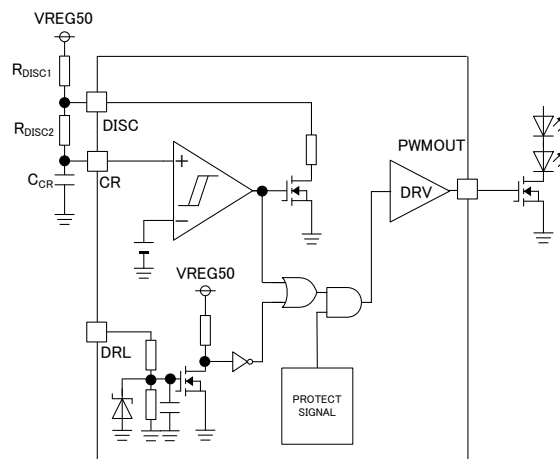 VREG50
RDISC1
DISC
RDISC2
CR
CCR
PWMOUT
DRV
VREG50
DRL
PROTECT
SIGNAL